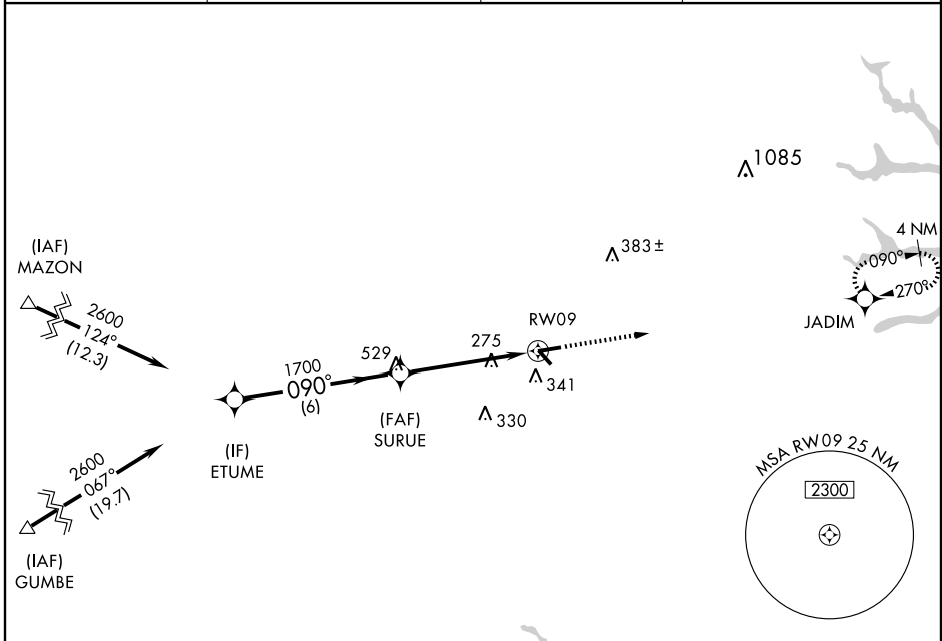 1085
4 NM
090°
270°
JADIM
383±
(IAF)
MAZON
2600
124°
(12.3)
RW09
529
275
1700
090°
(6)
341
330
(FAF)
SURUE
(IF)
ETUME
2600
067°
(19.7)
(IAF)
GUMBE
MSA RW09 25 NM
2300